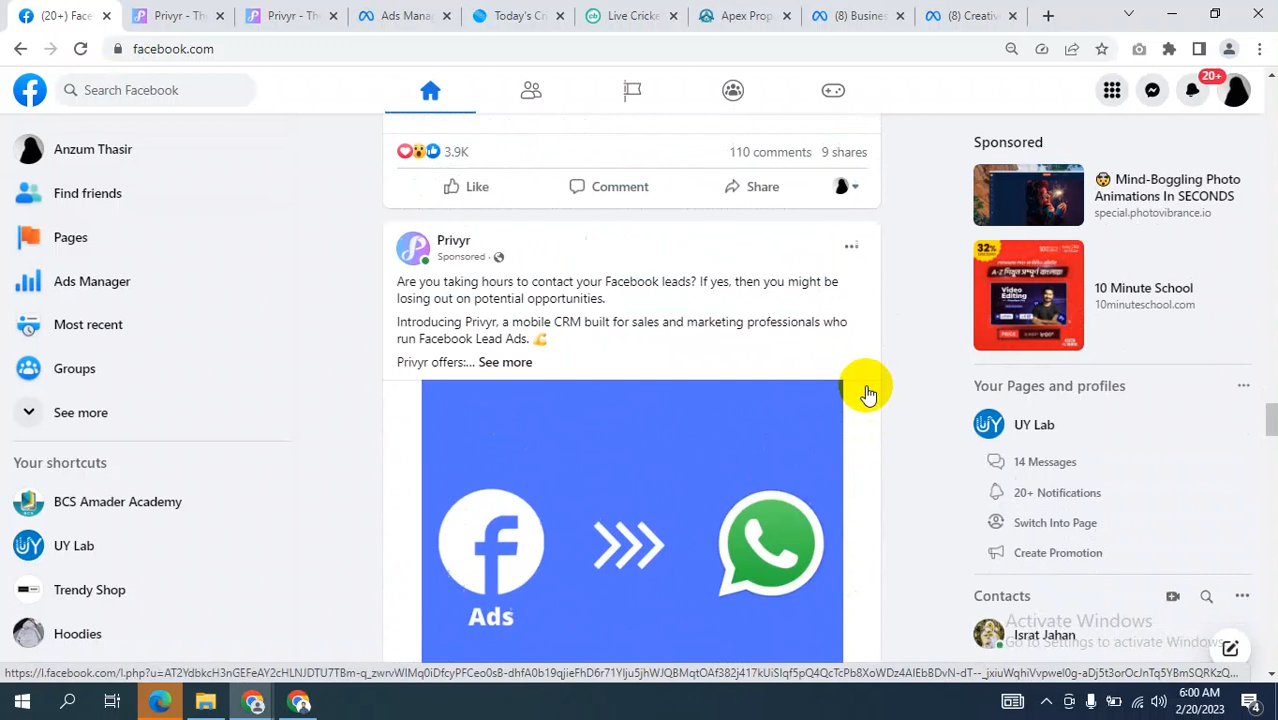 (20+) Face
Privyr - The
Privyr - The
Ads Mana
Today's Cr
Live Cricke
Apex Prop
(8) Busines
(8) Creative
facebook.com
Search Facebook
20+
Anzum Thasir
Find friends
Pages
Ads Manager
Most recent
Groups
See more
Your shortcuts
BCS Amader Academy
UY Lab
Trendy Shop
Hoodies
3.9K
110 comments 9 shares
Like
Comment
Share
Privyr
Sponsored ·
Are you taking hours to contact your Facebook leads? If yes, then you might be
losing out on potential opportunities.
Introducing Privyr, a mobile CRM built for sales and marketing professionals who
run Facebook Lead Ads. 💪
Privyr offers:... See more
Ads
Sponsored
🤯 Mind-Boggling Photo
Animations In SECONDS
special.photovibrance.io
32%
Video
Editing
10 Minute School
10minuteschool.com
Your Pages and profiles
UY Lab
14 Messages
20+ Notifications
Switch Into Page
Create Promotion
Contacts
Israt Jahan
Activate Windows
Go to Settings to activate Windows.
6:00 AM
2/20/2023
4